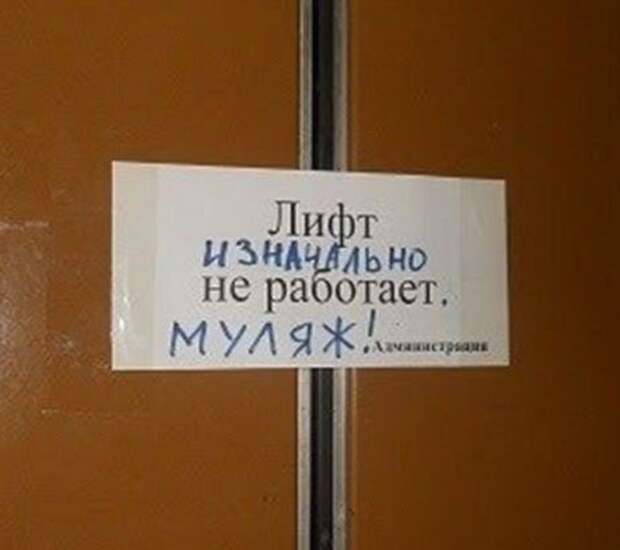 Лифт
изначально
не работает.
МУЛЯЖ!
Администрация